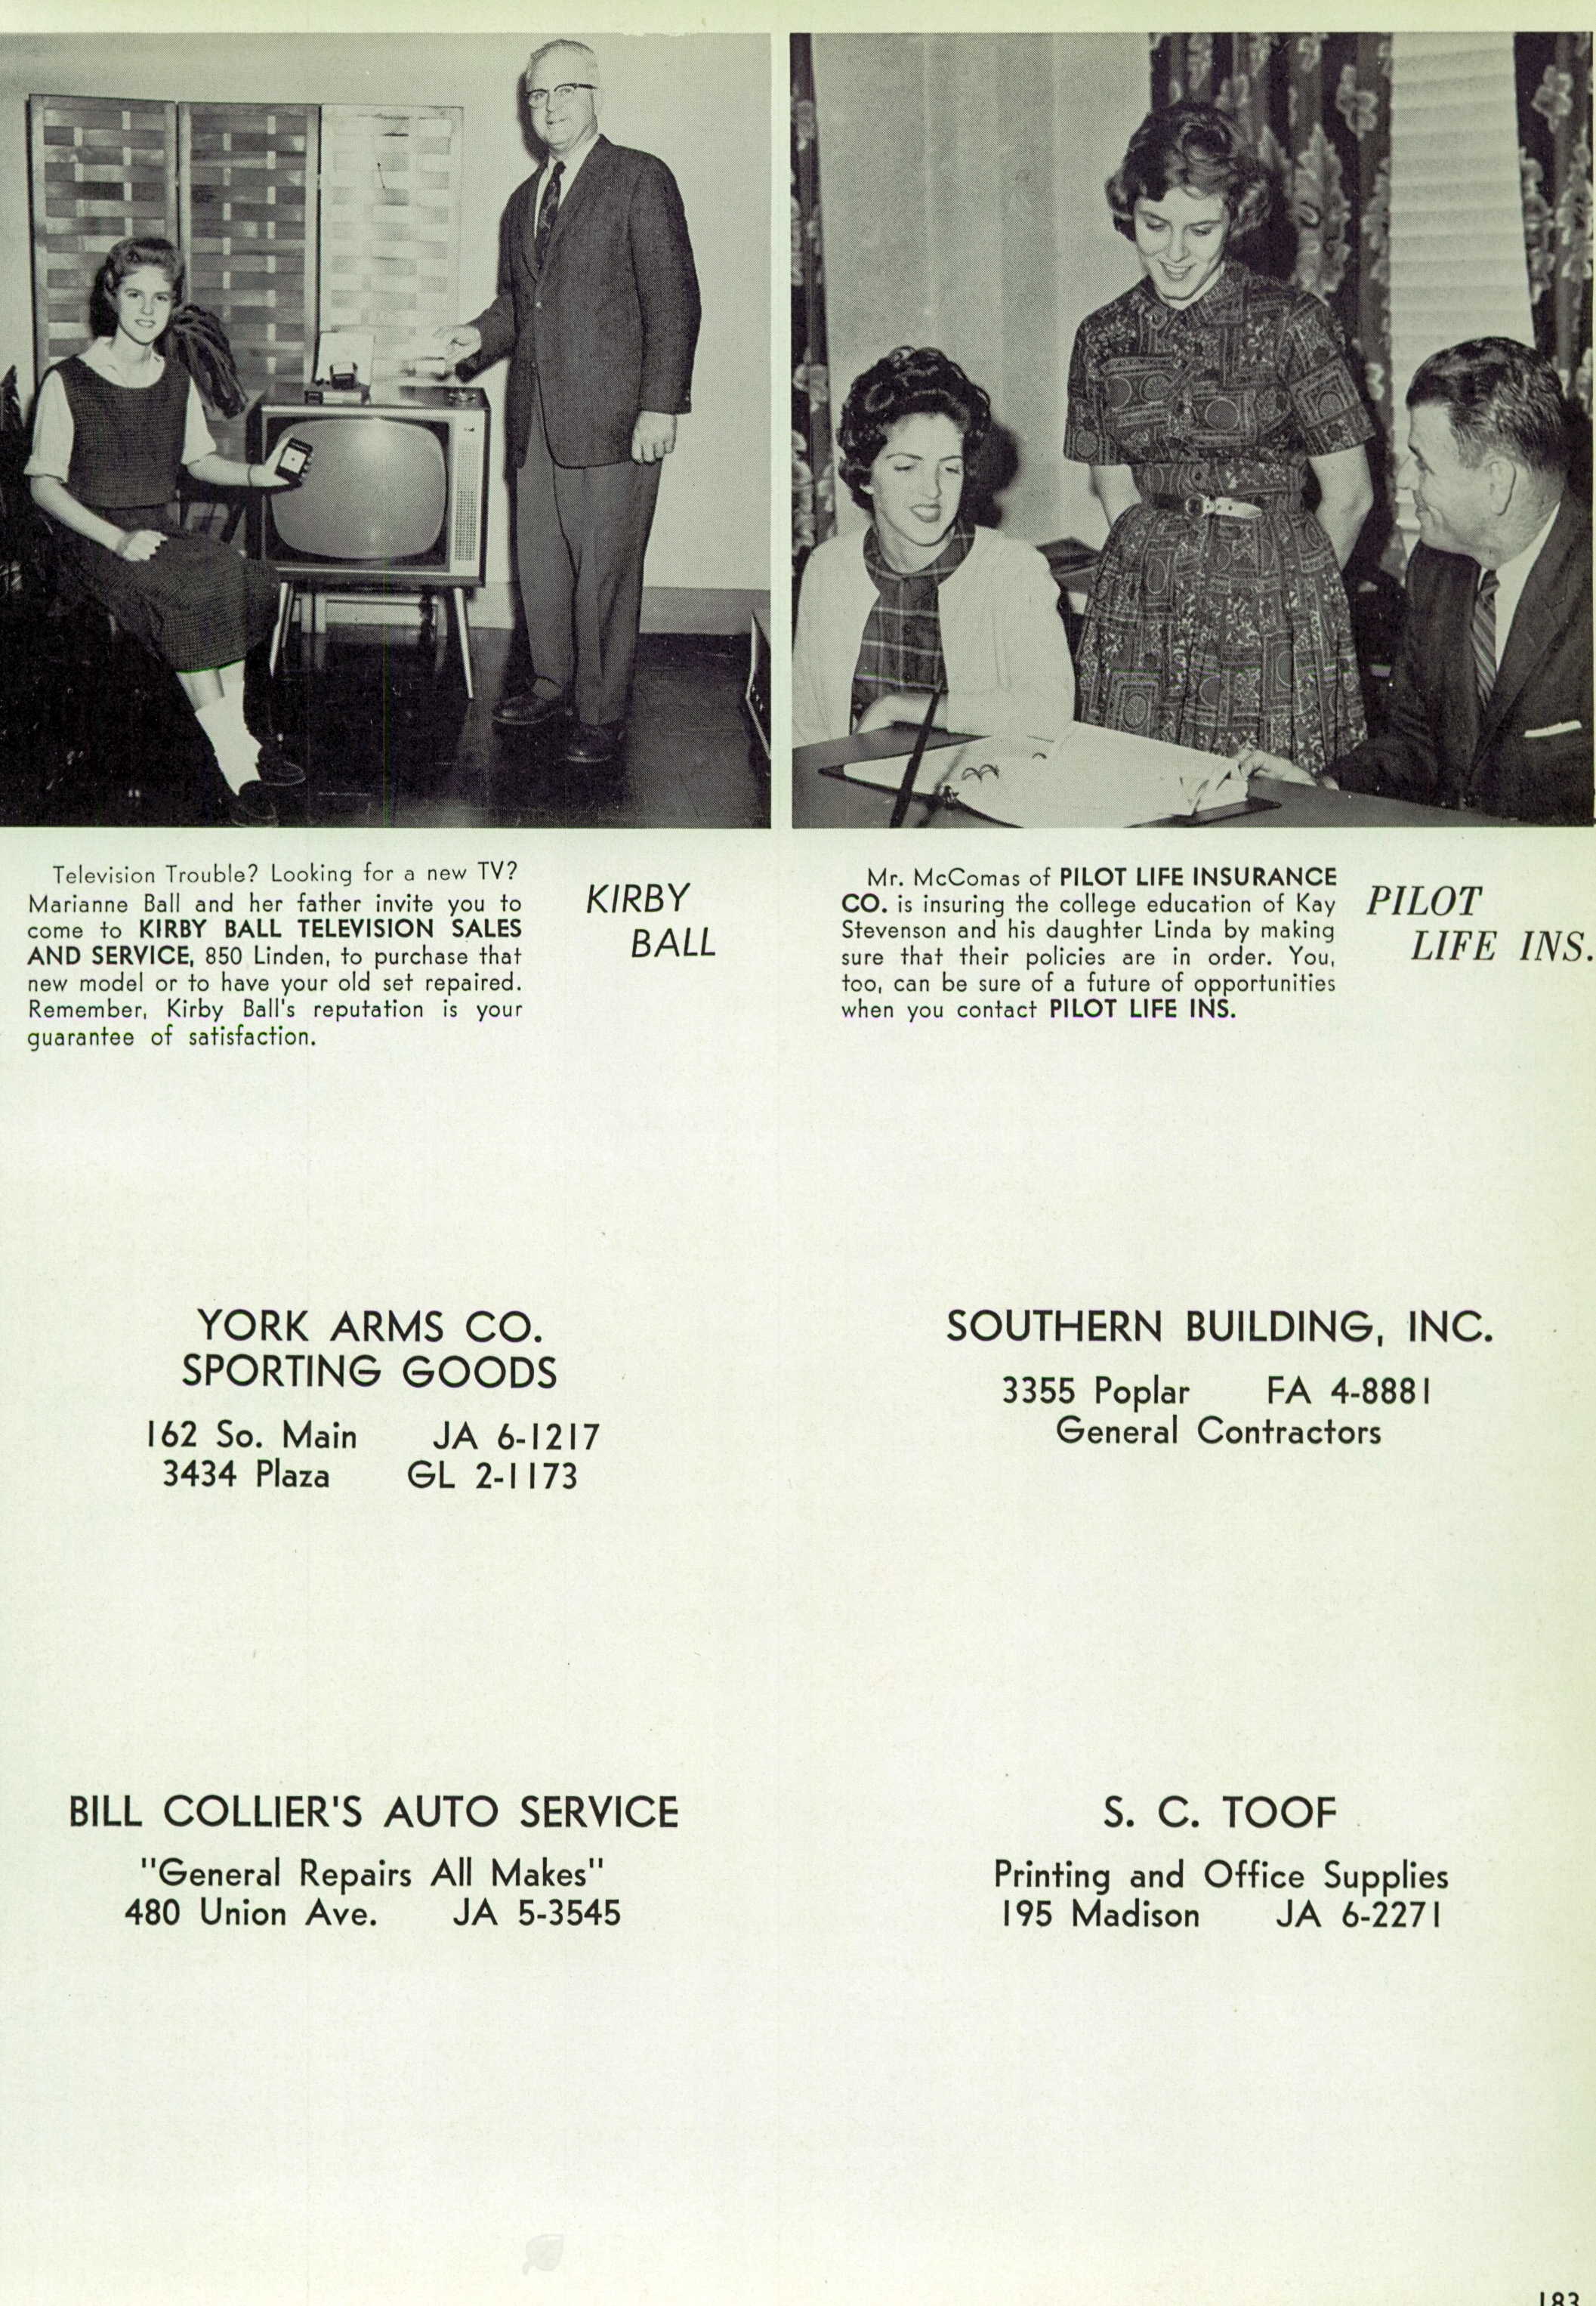 Television Trouble? Looking for a new TV?
Marianne Ball and her father invite you to
come to KIRBY BALL TELEVISION SALES
AND SERVICE, 850 Linden, to purchase that
new model or to have your old set repaired.
Remember, Kirby Ball's reputation is your
guarantee of satisfaction.
KIRBY
BALL
Mr. McComas of PILOT LIFE INSURANCE
CO. is insuring the college education of Kay
Stevenson and his daughter Linda by making
sure that their policies are in order. You,
too, can be sure of a future of opportunities
when you contact PILOT LIFE INS.
PILOT
LIFE INS.
YORK ARMS CO.
SPORTING GOODS
162 So. Main JA 6-1217
3434 Plaza GL 2-1173
SOUTHERN BUILDING, INC.
3355 Poplar FA 4-8881
General Contractors
BILL COLLIER'S AUTO SERVICE
"General Repairs All Makes"
480 Union Ave. JA 5-3545
S. C. TOOF
Printing and Office Supplies
195 Madison JA 6-2271
183